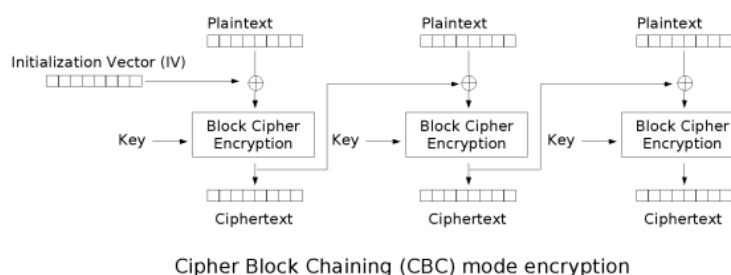 Plaintext Plaintext Plaintext
Initialization Vector (IV)
Key Block Cipher Encryption Key Block Cipher Encryption Key Block Cipher Encryption
Ciphertext Ciphertext Ciphertext
Cipher Block Chaining (CBC) mode encryption